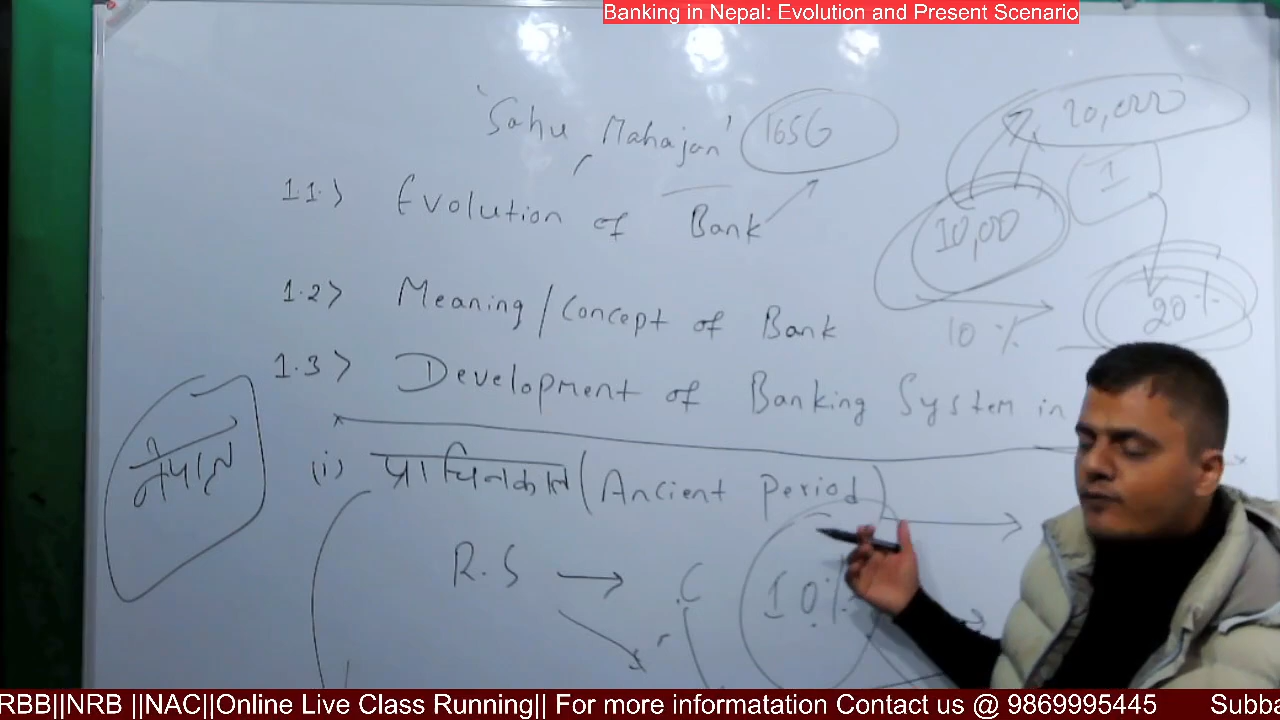 Banking in Nepal: Evolution and Present Scenario
'Sahu Mahajan' 1656
20,000
1.1> Evolution of Bank
10,00
1
1.2> Meaning/Concept of Bank
10%
20%
1.3> Development of Banking System in
नेपाल
(i) प्राचिनकाल (Ancient Period)
R.S → C 10%
RBB||NRB ||NAC||Online Live Class Running|| For more informatation Contact us @ 9869995445 Subba